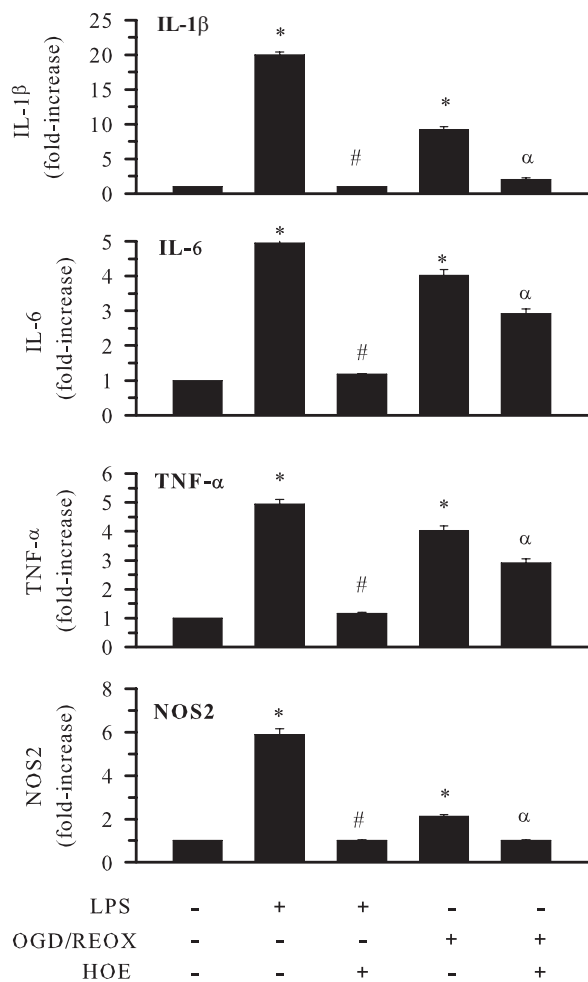 IL-1β
IL-1β
(fold-increase)
25
20
15
10
5
0
*
#
*
α
IL-6
IL-6
(fold-increase)
5
4
3
2
1
0
*
#
*
α
TNF-α
TNF-α
(fold-increase)
6
5
4
3
2
1
0
*
#
*
α
NOS2
NOS2
(fold-increase)
8
6
4
2
0
*
#
*
α
LPS - + + - -
OGD/REOX - - - + +
HOE - - + - +